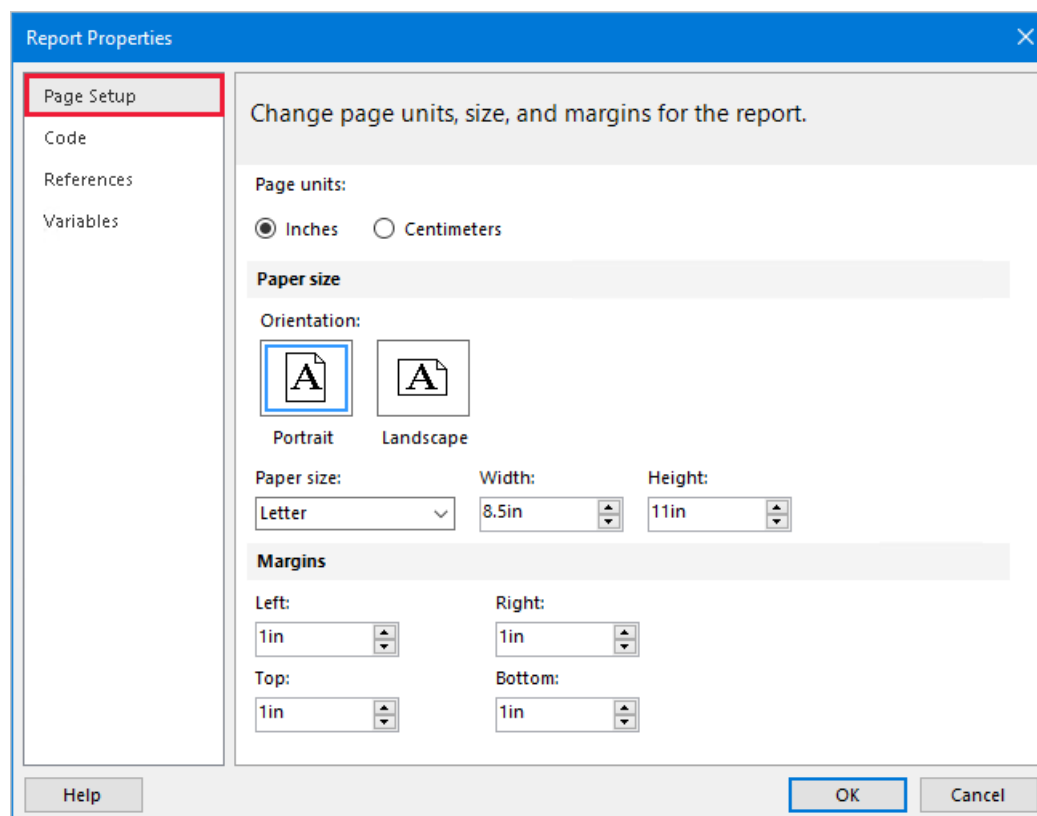 Report Properties
Page Setup
Code
References
Variables
Change page units, size, and margins for the report.
Page units:
Inches Centimeters
Paper size
Orientation:
A A
Portrait Landscape
Paper size: Width: Height:
Letter 8.5in 11in
Margins
Left: Right:
1in 1in
Top: Bottom:
1in 1in
Help OK Cancel